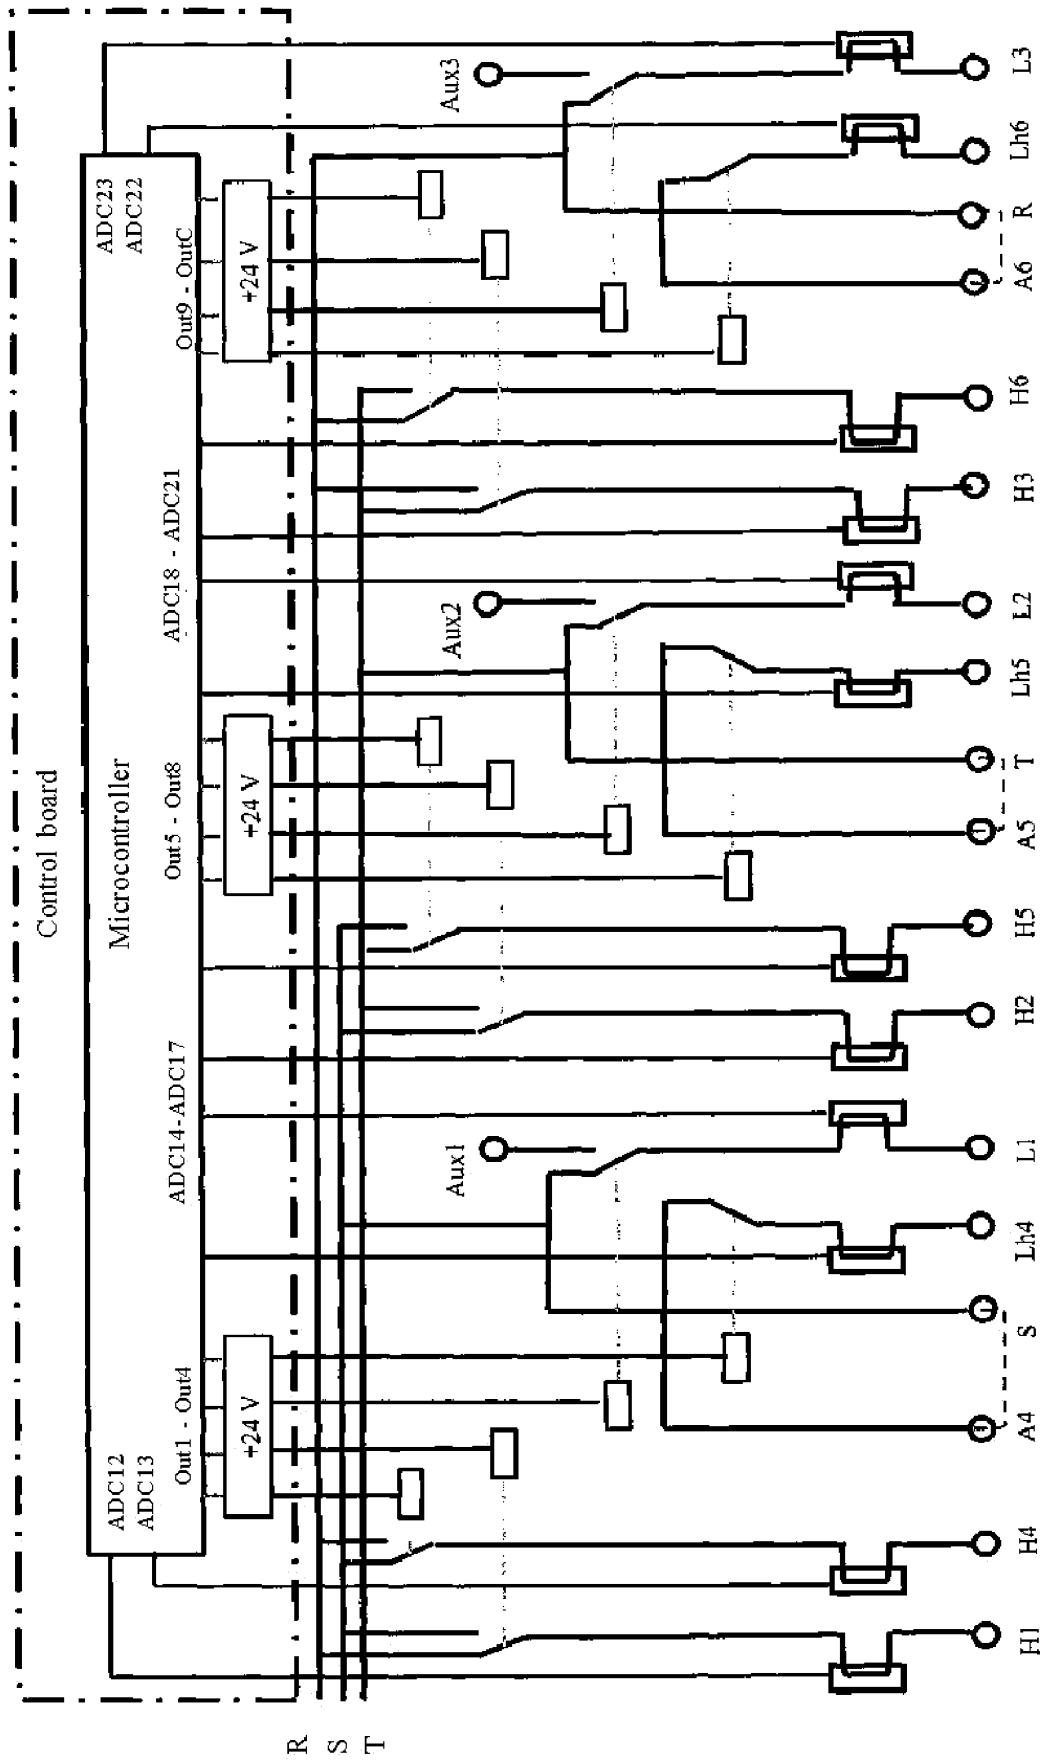 Control board
Microcontroller
ADC12
ADC13
ADC14-ADC17
ADC18 - ADC21
ADC23
ADC22
Out1 - Out4
Out5 - Out8
Out9 - OutC
+24 V
+24 V
+24 V
R
S
T
Aux1
Aux2
Aux3
H1
H4
A4
S
Lh4
L1
H2
H5
A5
T
Lh5
L2
H3
H6
A6
R
Lh6
L3